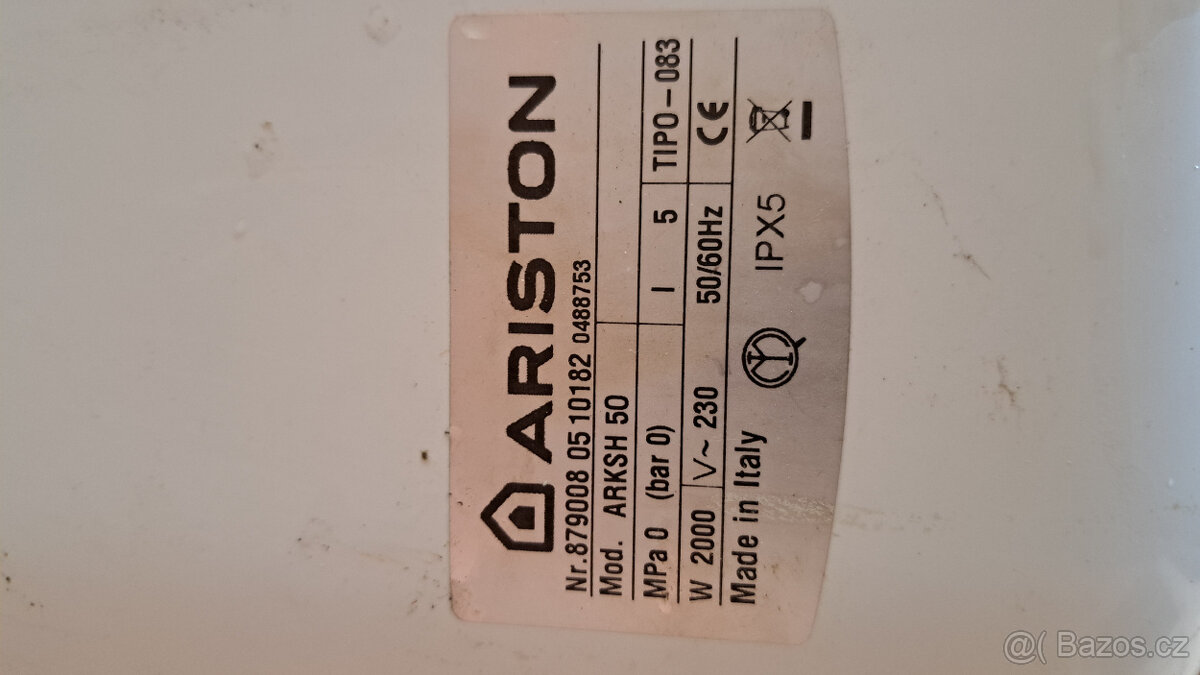 ARISTON
Nr.879008 05 10182 0488753
Mod. ARKSH 50
MPa 0 (bar 0) I 5 TIPO-083
W 2000 V~ 230 50/60Hz CE
Made in Italy IPX5
@( Bazos.cz